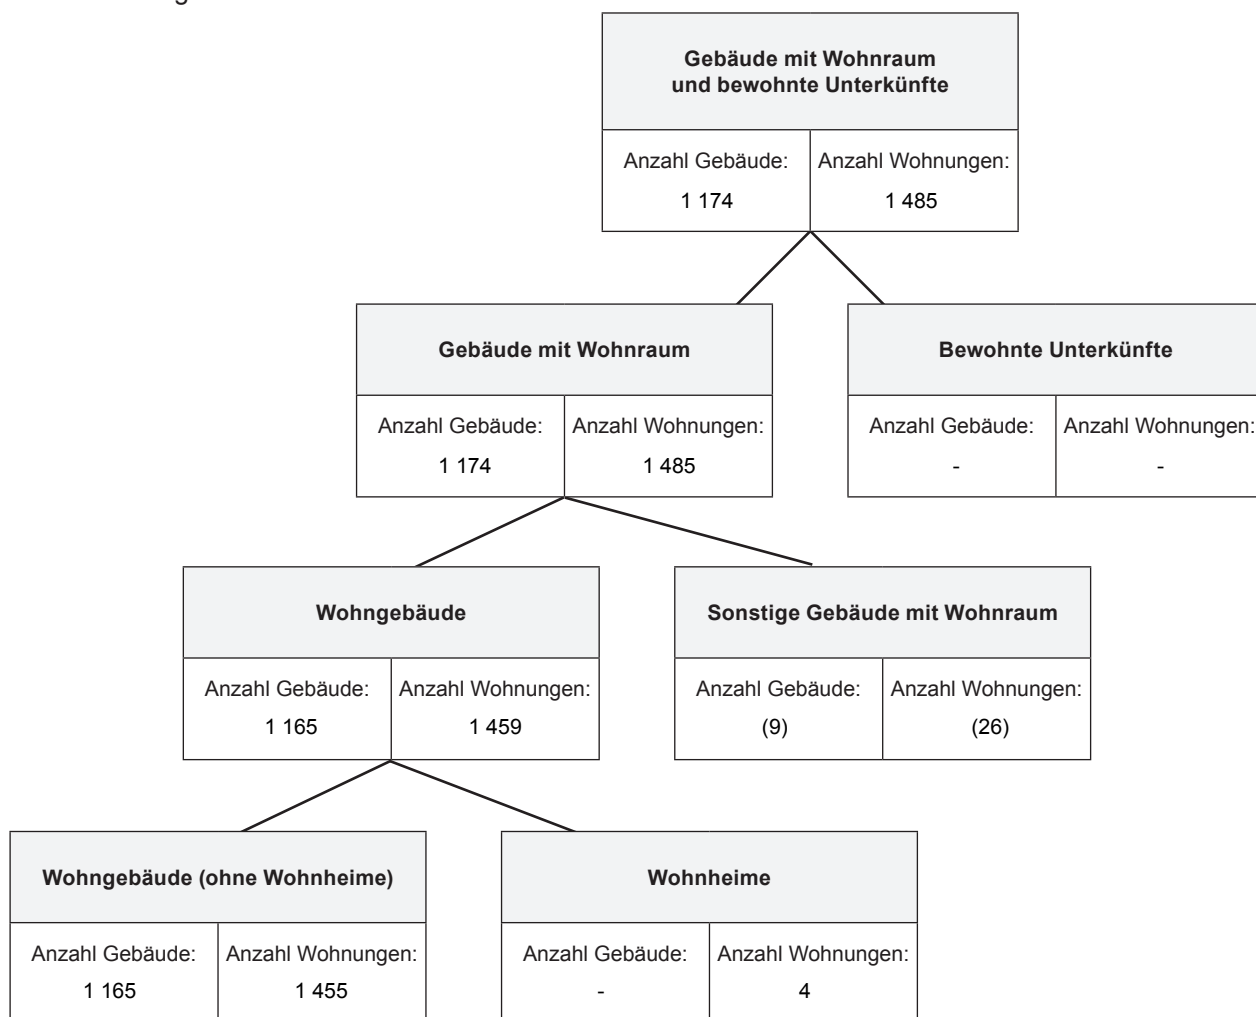 Gebäude mit Wohnraum
und bewohnte Unterkünfte
Anzahl Gebäude: Anzahl Wohnungen:
1 174 1 485
Gebäude mit Wohnraum
Anzahl Gebäude: Anzahl Wohnungen:
1 174 1 485
Bewohnte Unterkünfte
Anzahl Gebäude: Anzahl Wohnungen:
- -
Wohngebäude
Anzahl Gebäude: Anzahl Wohnungen:
1 165 1 459
Sonstige Gebäude mit Wohnraum
Anzahl Gebäude: Anzahl Wohnungen:
(9) (26)
Wohngebäude (ohne Wohnheime)
Anzahl Gebäude: Anzahl Wohnungen:
1 165 1 455
Wohnheime
Anzahl Gebäude: Anzahl Wohnungen:
- 4